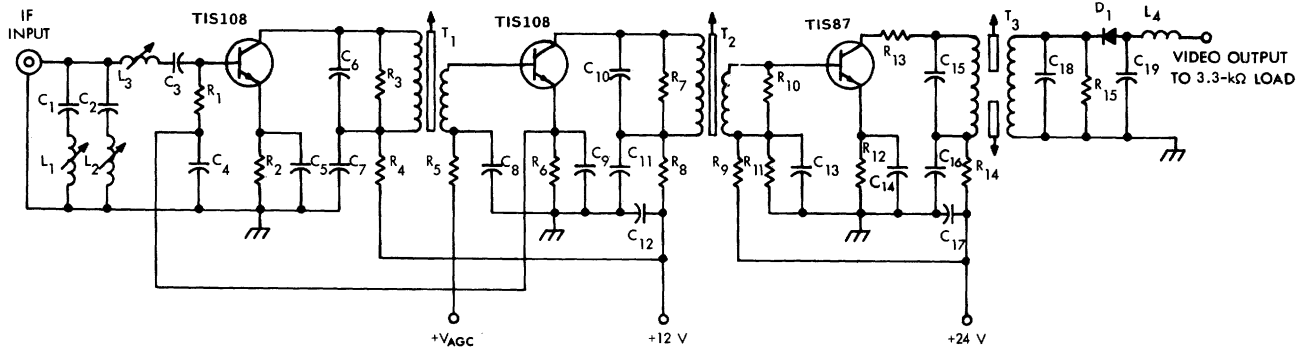 IF
INPUT
TIS108
TIS108
TIS87
D1
L4
VIDEO OUTPUT
TO 3.3-kΩ LOAD
T1
T2
T3
L3
C3
C1
C2
R1
L1
L2
C4
R2
C5
C6
C7
R3
R4
R5
C8
R6
C9
C10
C11
R7
R8
C12
R9
R10
R11
C13
R12
C14
R13
C15
C16
R14
C17
C18
R15
C19
+VAGC
+12 V
+24 V